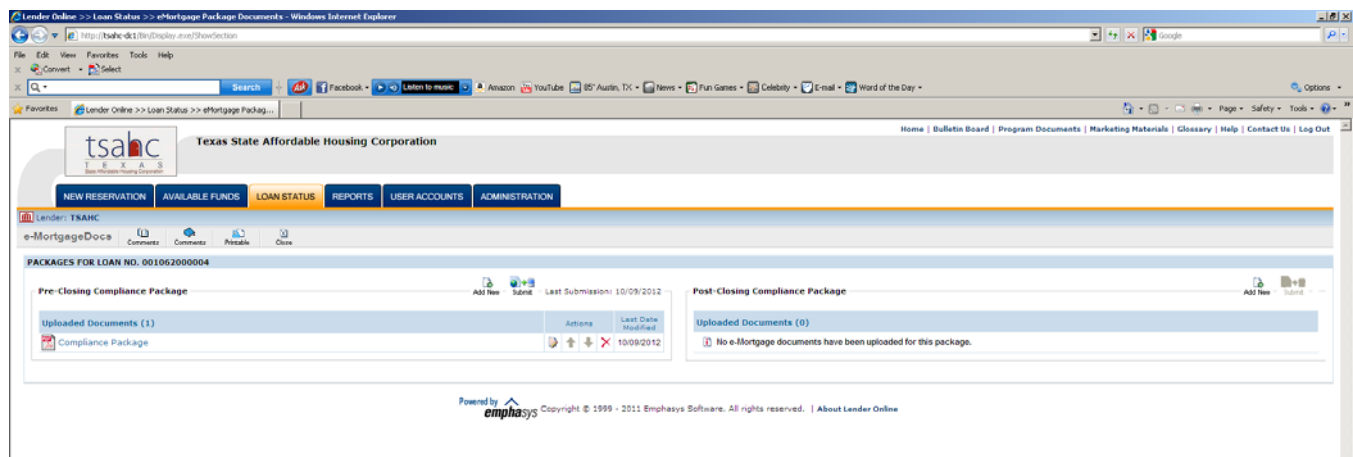 Lender Online >> Loan Status >> eMortgage Package Documents - Windows Internet Explorer
http://tsahc-dc1/Bin/Display.exe/ShowSection
Google
File Edit View Favorites Tools Help
Convert Select
Search Facebook Listen to music Amazon YouTube 85° Austin, TX News Fun Games Celebrity E-mail Word of the Day Options
Favorites Lender Online >> Loan Status >> eMortgage Packag... Page Safety Tools
Home | Bulletin Board | Program Documents | Marketing Materials | Glossary | Help | Contact Us | Log Out
tsahc
TEXAS
State Affordable Housing Corporation
Texas State Affordable Housing Corporation
NEW RESERVATION AVAILABLE FUNDS LOAN STATUS REPORTS USER ACCOUNTS ADMINISTRATION
Lender: TSAHC
e-MortgageDocs Comments Comments Printable Close
PACKAGES FOR LOAN NO. 001062000004
Pre-Closing Compliance Package Add New Submit Last Submission: 10/09/2012
Uploaded Documents (1) Actions Last Date Modified
Compliance Package 10/09/2012
Post-Closing Compliance Package Add New Submit
Uploaded Documents (0)
No e-Mortgage documents have been uploaded for this package.
Powered by emphasys Copyright © 1999 - 2011 Emphasys Software. All rights reserved. | About Lender Online